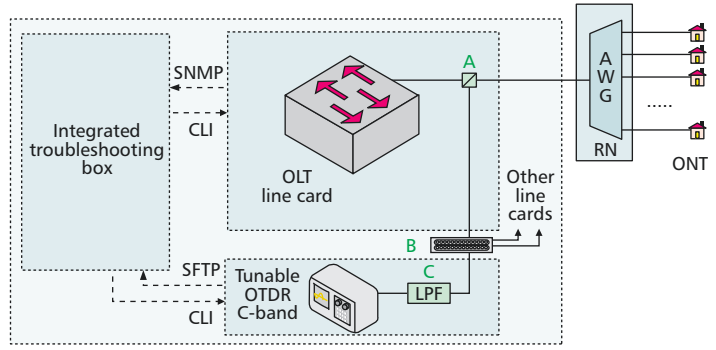 SNMP
CLI
Integrated
troubleshooting
box
OLT
line card
A
A
W
G
RN
.....
ONT
Other
line
cards
B
SFTP
CLI
Tunable
OTDR
C-band
C
LPF